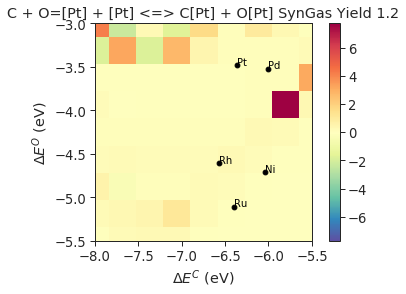 C + O=[Pt] + [Pt] <=> C[Pt] + O[Pt] SynGas Yield 1.2
−3.0
−3.5
−4.0
−4.5
−5.0
−5.5
ΔE^O (eV)
Pt
Pd
Rh
Ni
Ru
−8.0 −7.5 −7.0 −6.5 −6.0 −5.5
ΔE^C (eV)
6
4
2
0
−2
−4
−6